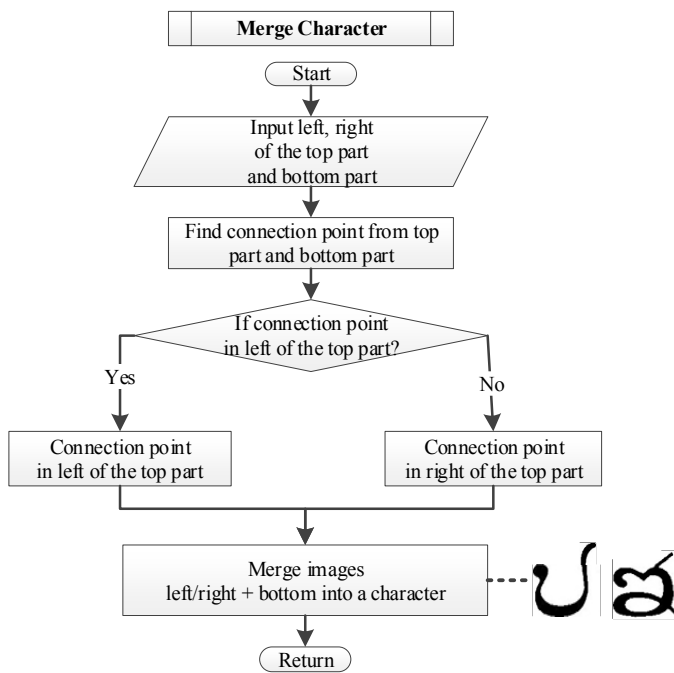 Merge Character
Start
Input left, right
of the top part
and bottom part
Find connection point from top
part and bottom part
If connection point
in left of the top part?
Yes
No
Connection point
in left of the top part
Connection point
in right of the top part
Merge images
left/right + bottom into a character
Return